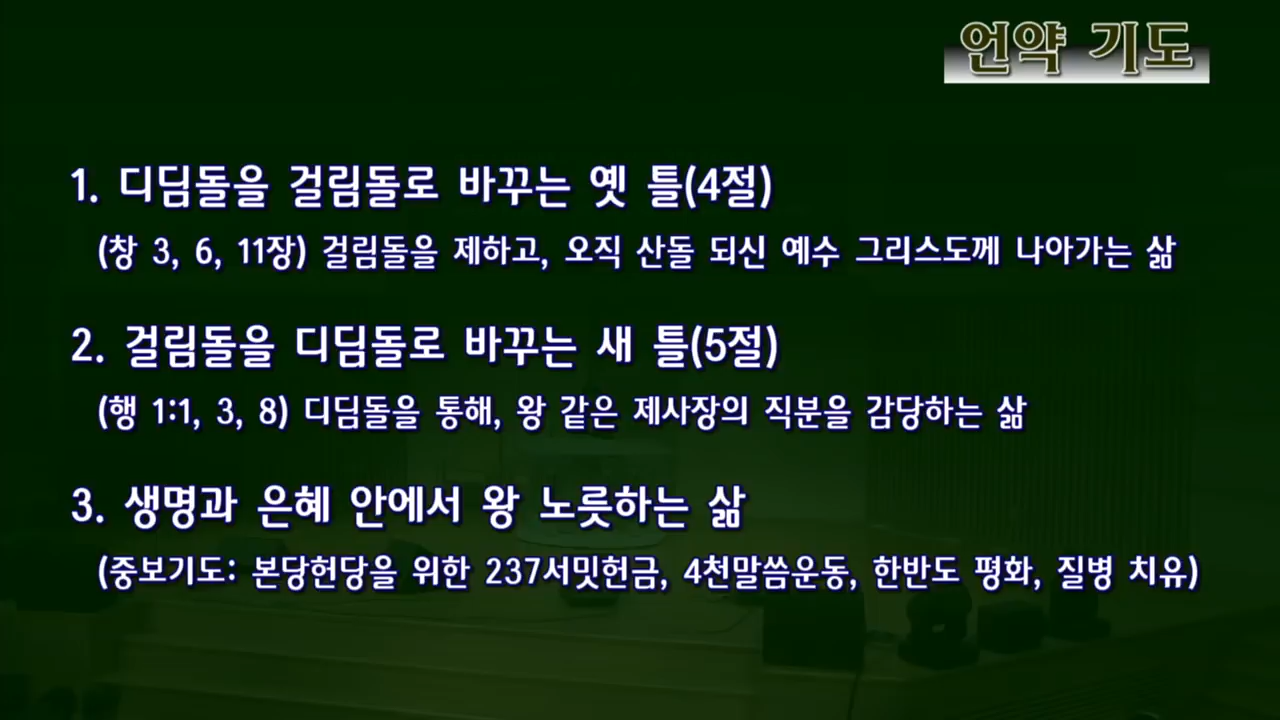 언약 기도
1. 디딤돌을 걸림돌로 바꾸는 옛 틀(4절)
(창 3, 6, 11장) 걸림돌을 제하고, 오직 산돌 되신 예수 그리스도께 나아가는 삶
2. 걸림돌을 디딤돌로 바꾸는 새 틀(5절)
(행 1:1, 3, 8) 디딤돌을 통해, 왕 같은 제사장의 직분을 감당하는 삶
3. 생명과 은혜 안에서 왕 노릇하는 삶
(중보기도: 본당헌당을 위한 237서밋헌금, 4천말씀운동, 한반도 평화, 질병 치유)